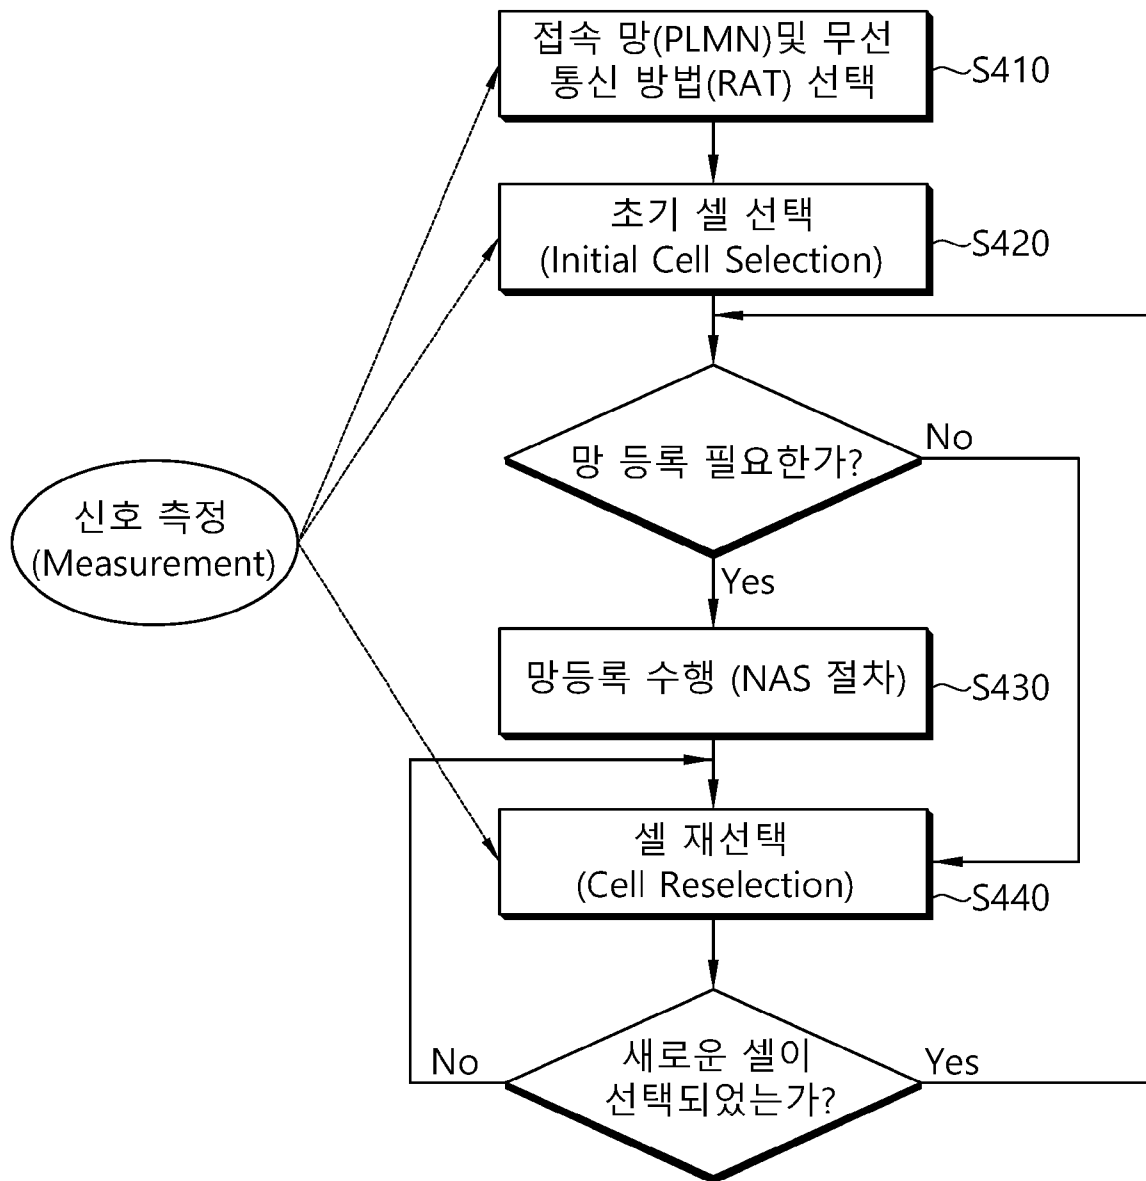 접속 망(PLMN)및 무선
통신 방법(RAT) 선택
S410
초기 셀 선택
(Initial Cell Selection)
S420
망 등록 필요한가?
No
Yes
신호 측정
(Measurement)
망등록 수행 (NAS 절차)
S430
셀 재선택
(Cell Reselection)
S440
새로운 셀이
선택되었는가?
No
Yes